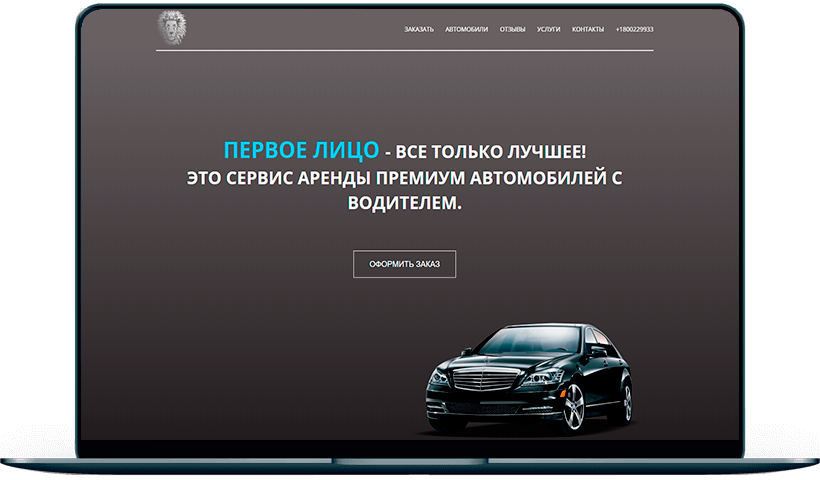 ЗАКАЗАТЬ АВТОМОБИЛИ ОТЗЫВЫ УСЛУГИ КОНТАКТЫ +1800229933
ПЕРВОЕ ЛИЦО - ВСЕ ТОЛЬКО ЛУЧШЕЕ!
ЭТО СЕРВИС АРЕНДЫ ПРЕМИУМ АВТОМОБИЛЕЙ С
ВОДИТЕЛЕМ.
ОФОРМИТЬ ЗАКАЗ